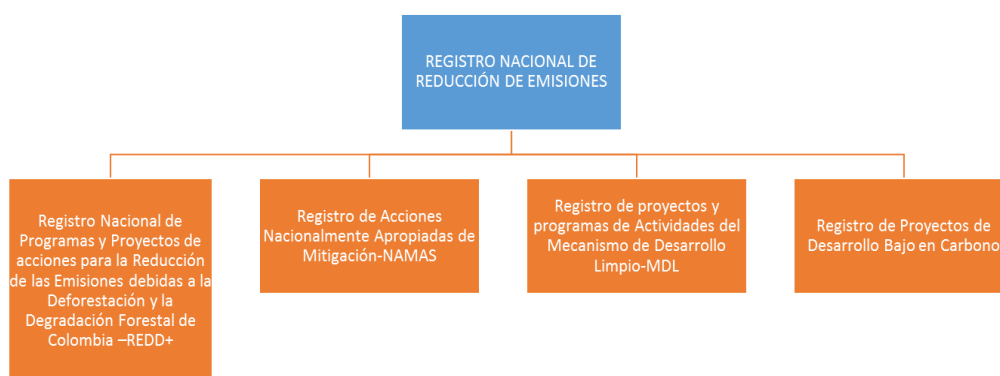 REGISTRO NACIONAL DE
REDUCCIÓN DE EMISIONES
Registro Nacional de
Programas y Proyectos de
acciones para la Reducción
de las Emisiones debidas a la
Deforestación y la
Degradación Forestal de
Colombia –REDD+
Registro de Acciones
Nacionalmente Apropiadas de
Mitigación-NAMAS
Registro de proyectos y
programas de Actividades del
Mecanismo de Desarrollo
Limpio-MDL
Registro de Proyectos de
Desarrollo Bajo en Carbono